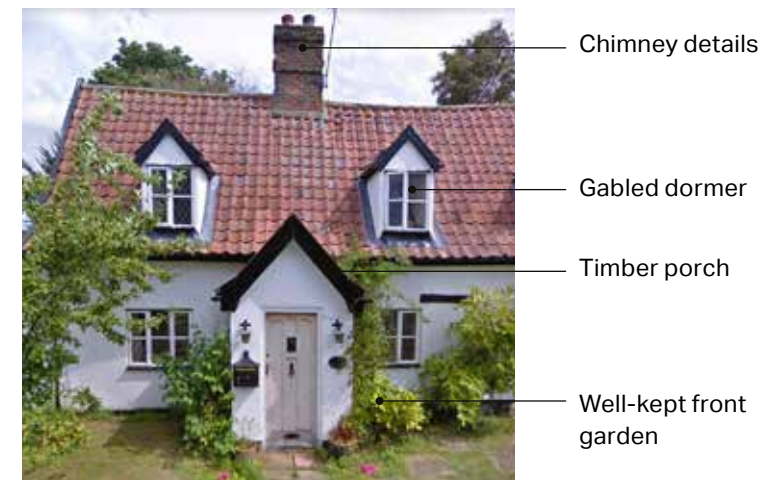 Chimney details
Gabled dormer
Timber porch
Well-kept front
garden